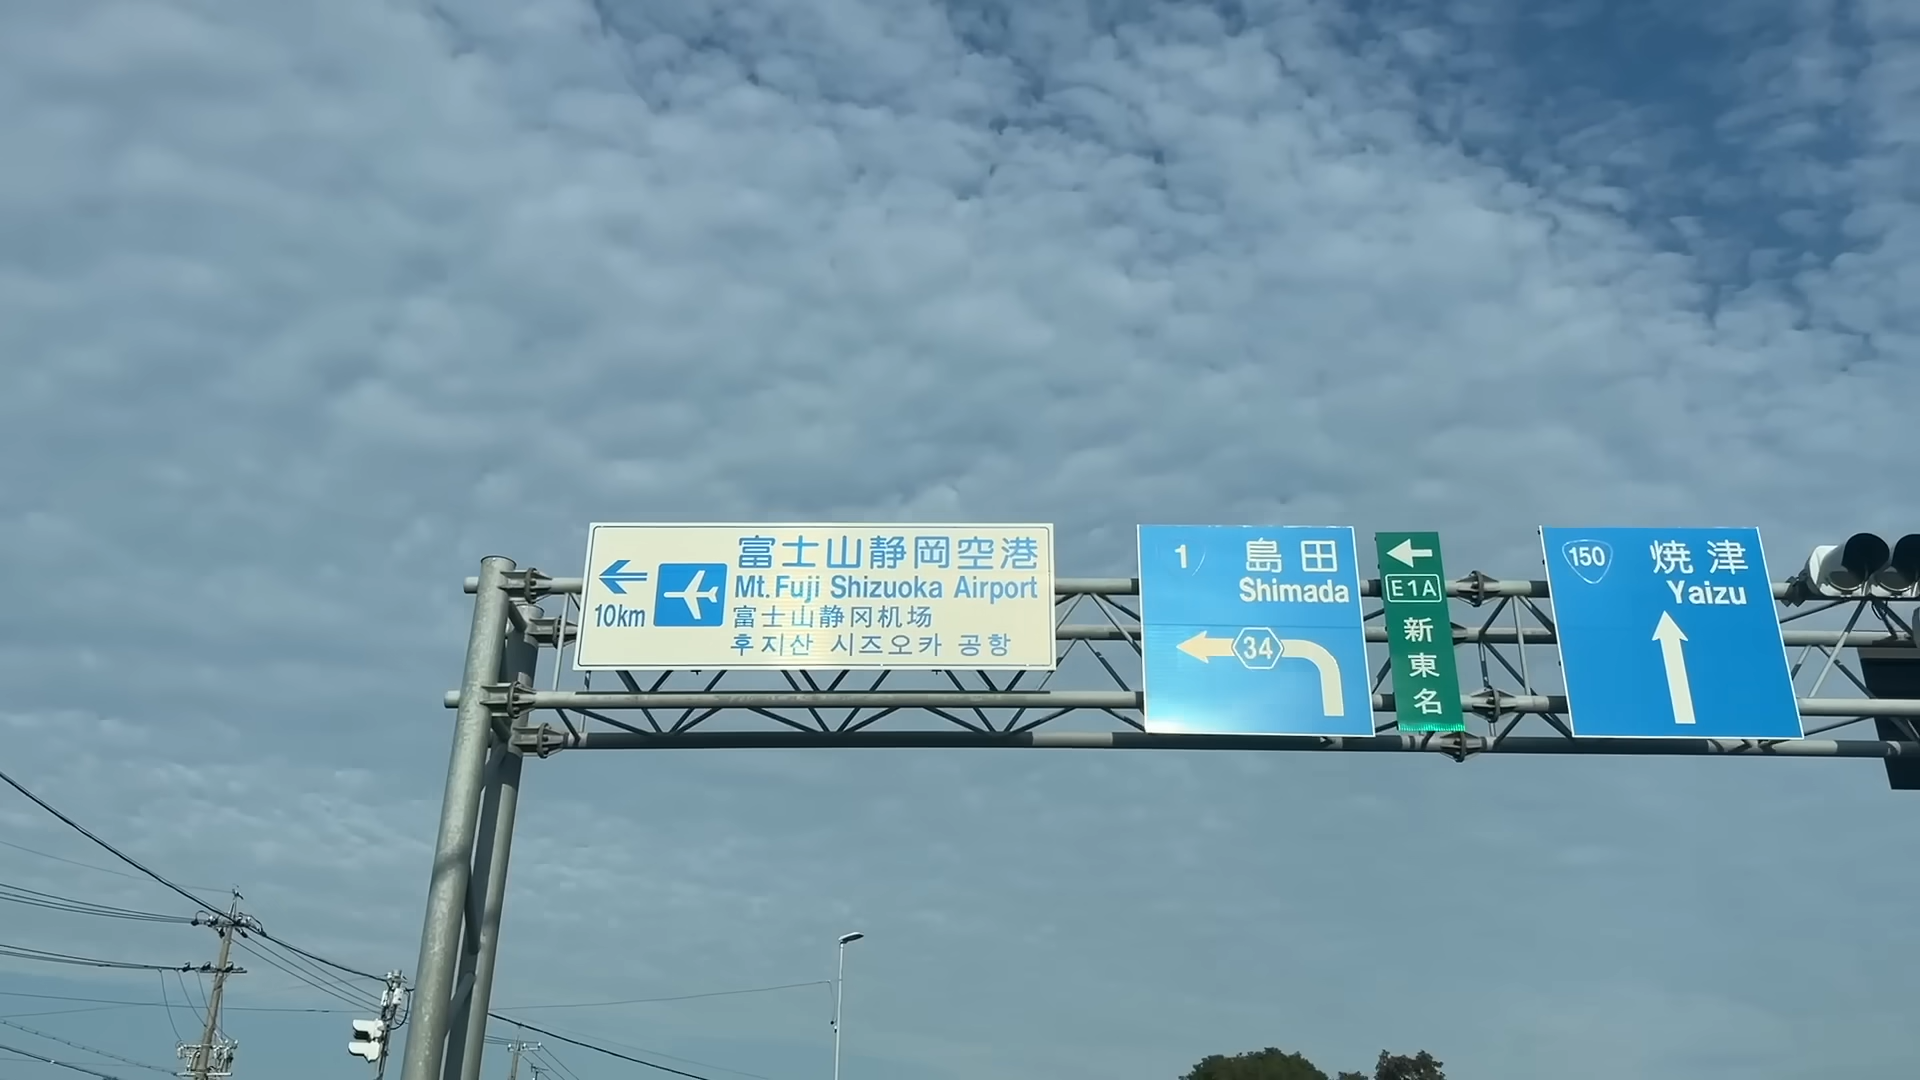 富士山静岡空港
Mt. Fuji Shizuoka Airport
10km
富士山静冈机场
후지산 시즈오카 공항
1
島田
Shimada
34
E1A
新東名
150
焼津
Yaizu